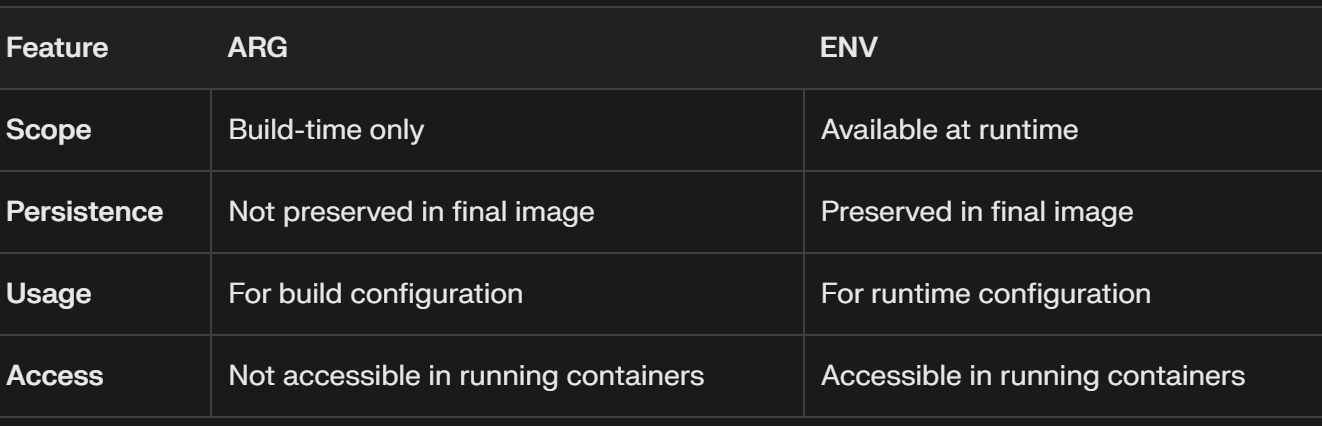 Feature ARG ENV
Scope Build-time only Available at runtime
Persistence Not preserved in final image Preserved in final image
Usage For build configuration For runtime configuration
Access Not accessible in running containers Accessible in running containers